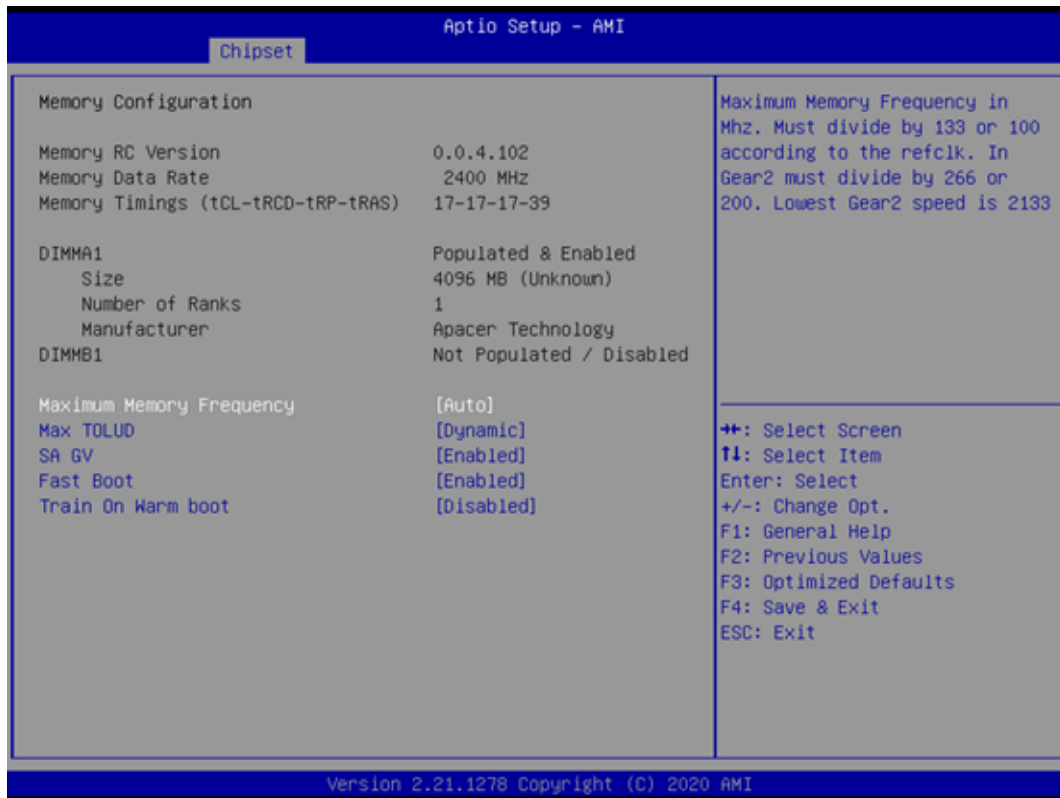 Aptio Setup - AMI
Chipset
Memory Configuration
Memory RC Version 0.0.4.102
Memory Data Rate 2400 MHz
Memory Timings (tCL-tRCD-tRP-tRAS) 17-17-17-39
DIMMA1 Populated & Enabled
Size 4096 MB (Unknown)
Number of Ranks 1
Manufacturer Apacer Technology
DIMMB1 Not Populated / Disabled
Maximum Memory Frequency [Auto]
Max TOLUD [Dynamic]
SA GV [Enabled]
Fast Boot [Enabled]
Train On Warm boot [Disabled]
Maximum Memory Frequency in
Mhz. Must divide by 133 or 100
according to the refclk. In
Gear2 must divide by 266 or
200. Lowest Gear2 speed is 2133
→←: Select Screen
↑↓: Select Item
Enter: Select
+/-: Change Opt.
F1: General Help
F2: Previous Values
F3: Optimized Defaults
F4: Save & Exit
ESC: Exit
Version 2.21.1278 Copyright (C) 2020 AMI